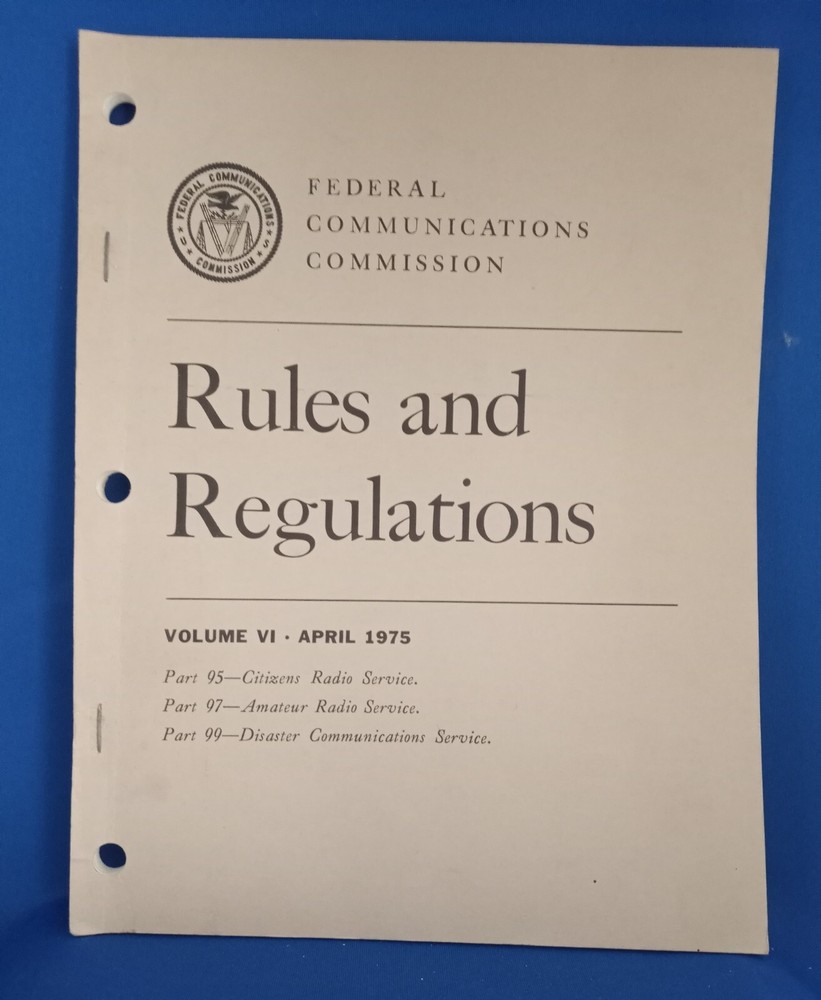 FEDERAL COMMUNICATIONS
COMMISSION
U ★ ★ S
FEDERAL
COMMUNICATIONS
COMMISSION
Rules and
Regulations
VOLUME VI · APRIL 1975
Part 95—Citizens Radio Service.
Part 97—Amateur Radio Service.
Part 99—Disaster Communications Service.